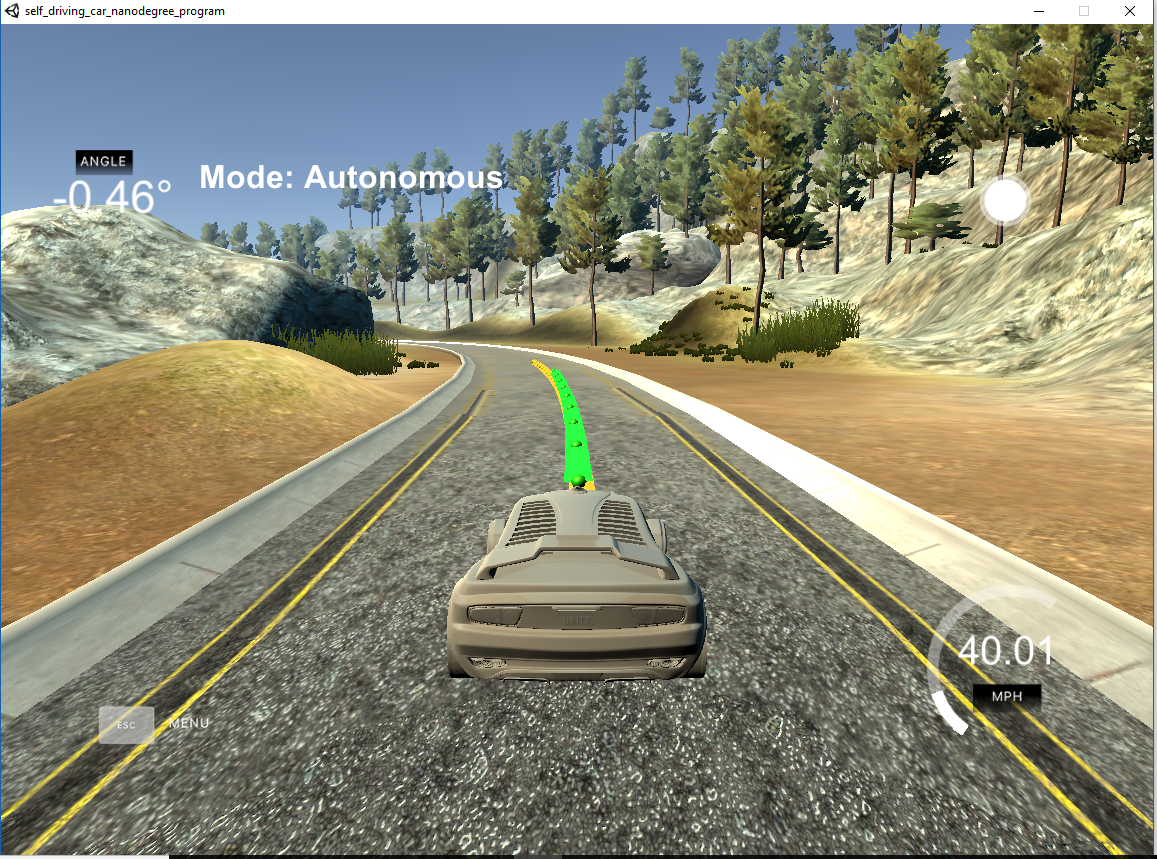 self_driving_car_nanodegree_program
ANGLE
-0.46°
Mode: Autonomous
40.01
MPH
ESC
MENU